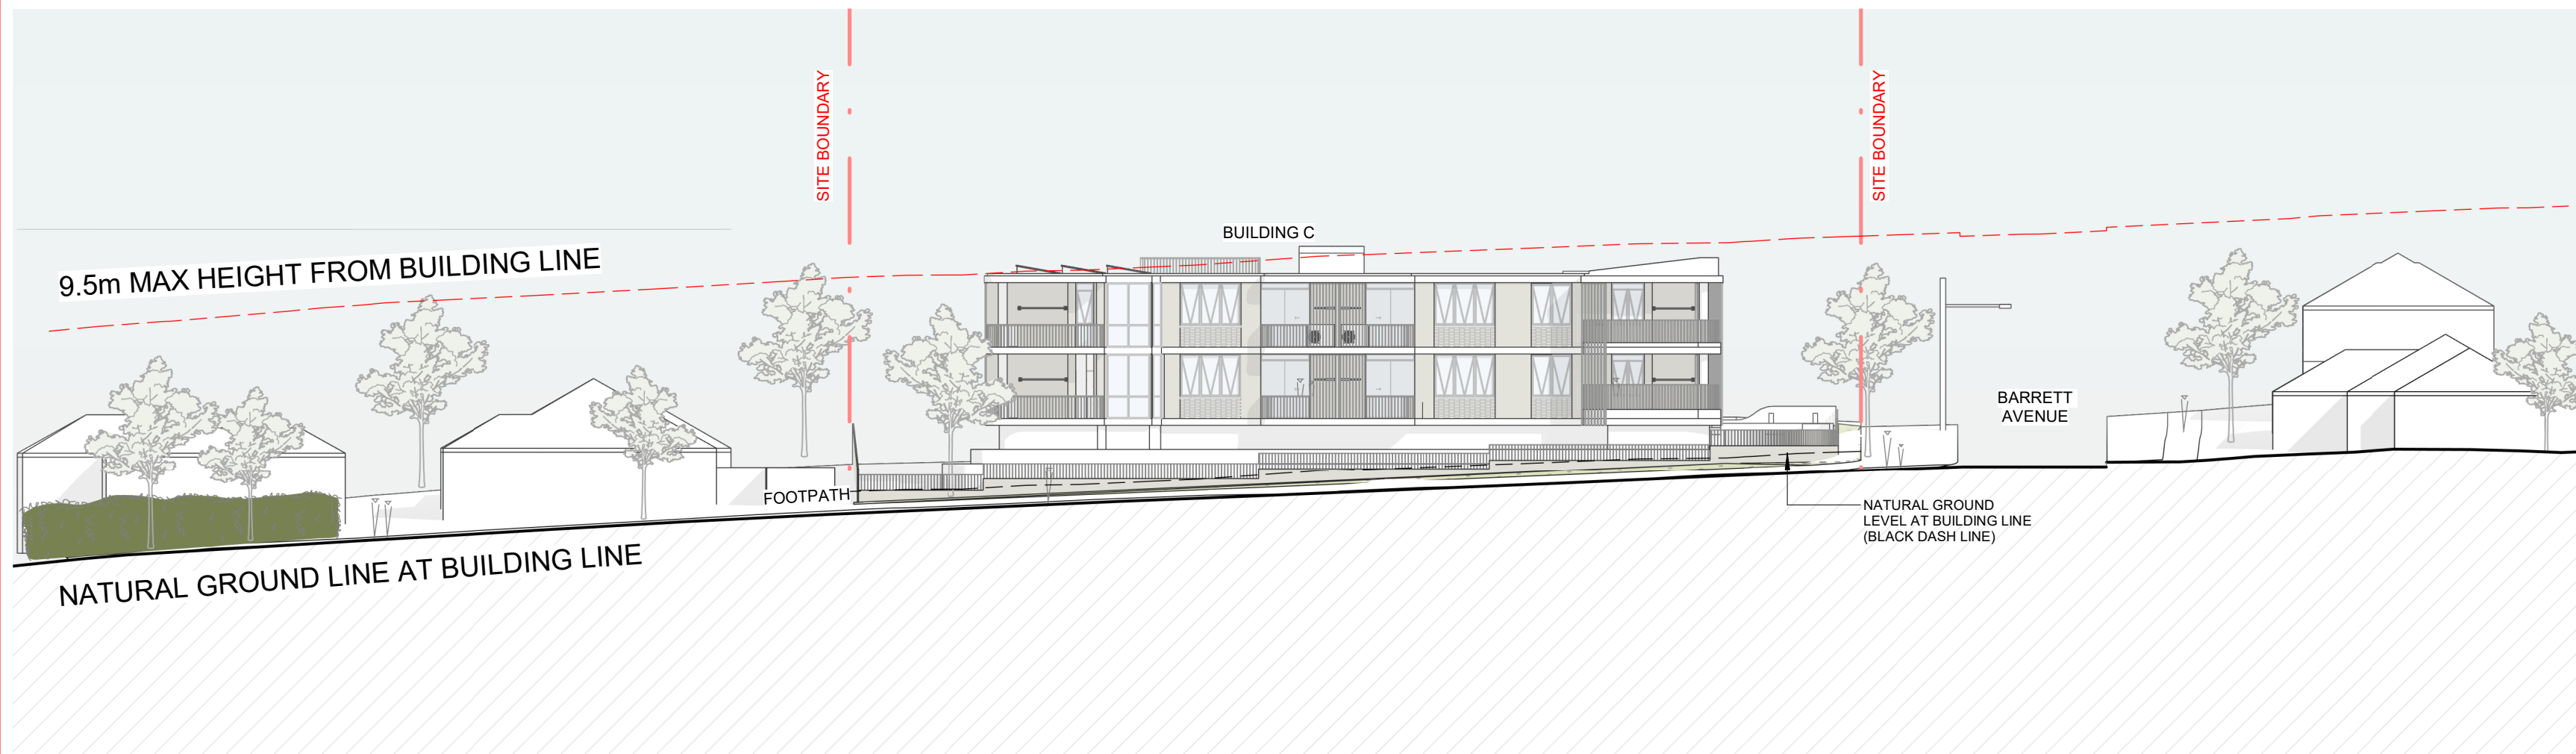 SITE BOUNDARY
SITE BOUNDARY
BUILDING C
9.5m MAX HEIGHT FROM BUILDING LINE
BARRETT
AVENUE
FOOTPATH
NATURAL GROUND
LEVEL AT BUILDING LINE
(BLACK DASH LINE)
NATURAL GROUND LINE AT BUILDING LINE